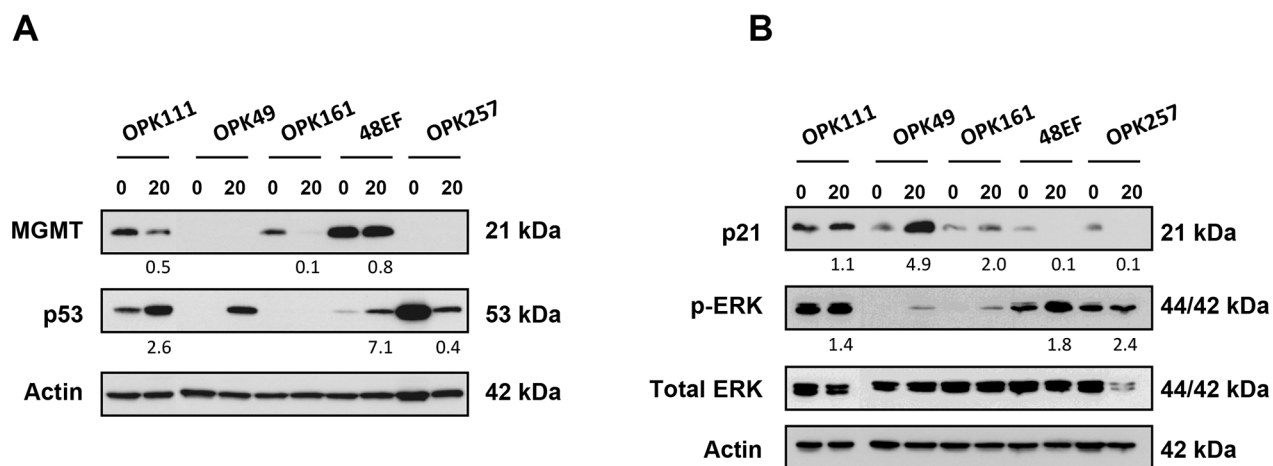 A
OPK111 OPK49 OPK161 48EF OPK257
0 20 0 20 0 20 0 20 0 20
MGMT 21 kDa
0.5 0.1 0.8
p53 53 kDa
2.6 7.1 0.4
Actin 42 kDa
B
OPK111 OPK49 OPK161 48EF OPK257
0 20 0 20 0 20 0 20 0 20
p21 21 kDa
1.1 4.9 2.0 0.1 0.1
p-ERK 44/42 kDa
1.4 1.8 2.4
Total ERK 44/42 kDa
Actin 42 kDa